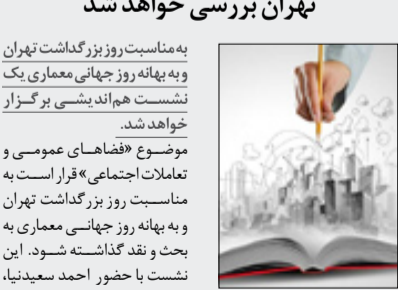 تهران بررسی خواهد شد
به‌مناسبت روز بزرگداشت تهران
و به بهانه روز جهانی معماری یک
نشست هم‌اندیشی برگزار
خواهد شد.
موضوع «فضاهای عمومی و
تعاملات اجتماعی» قرار است به
مناسبت روز بزرگداشت تهران
و به بهانه روز جهانی معماری به
بحث و نقد گذاشته شود. این
نشست با حضور احمد سعیدنیا،